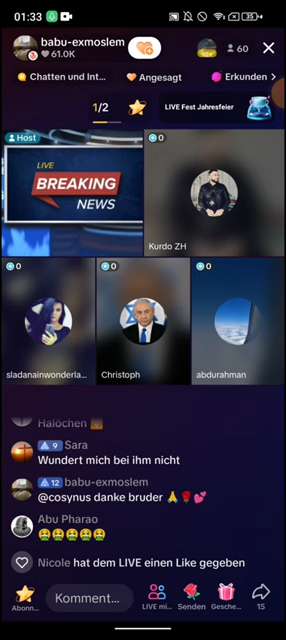 01:33
35
babu-exmoslem
61.0K
60
Chatten und Int...
Angesagt
Erkunden
1/2
LIVE Fest Jahresfeier
Host
0
LIVE
BREAKING
NEWS
Kurdo ZH
0
0
0
sladanainwonderla...
Christoph
abdurahman
Halöchen
9 Sara
Wundert mich bei ihm nicht
12 babu-exmoslem
@cosynus danke bruder 🙏🌹💕
Abu Pharao
🤮🤮🤮🤮🤮
Nicole hat dem LIVE einen Like gegeben
Kommen...
Abonn...
LIVE mi...
Senden
Gesche...
15